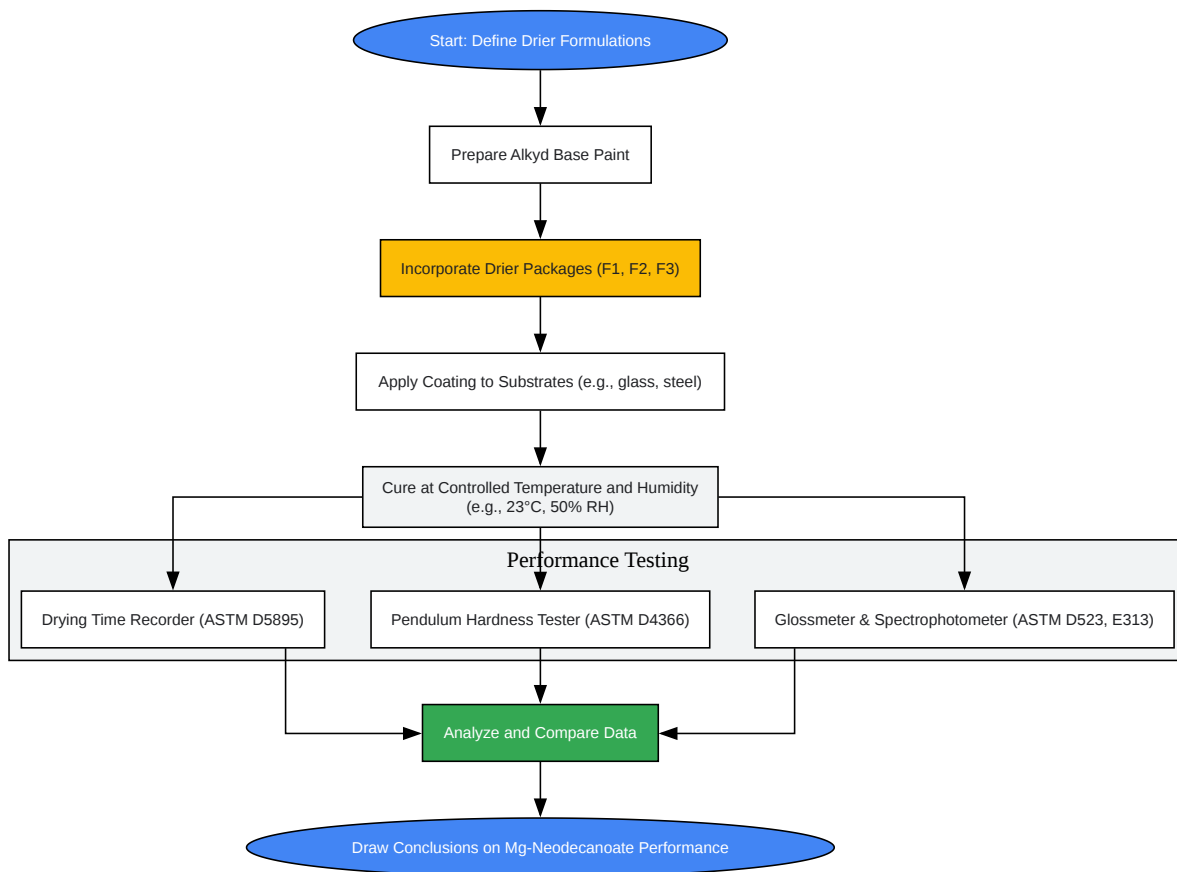 Start: Define Drier Formulations
Prepare Alkyd Base Paint
Incorporate Drier Packages (F1, F2, F3)
Apply Coating to Substrates (e.g., glass, steel)
Cure at Controlled Temperature and Humidity
(e.g., 23°C, 50% RH)
Performance Testing
Drying Time Recorder (ASTM D5895)
Pendulum Hardness Tester (ASTM D4366)
Glossmeter & Spectrophotometer (ASTM D523, E313)
Analyze and Compare Data
Draw Conclusions on Mg-Neodecanoate Performance